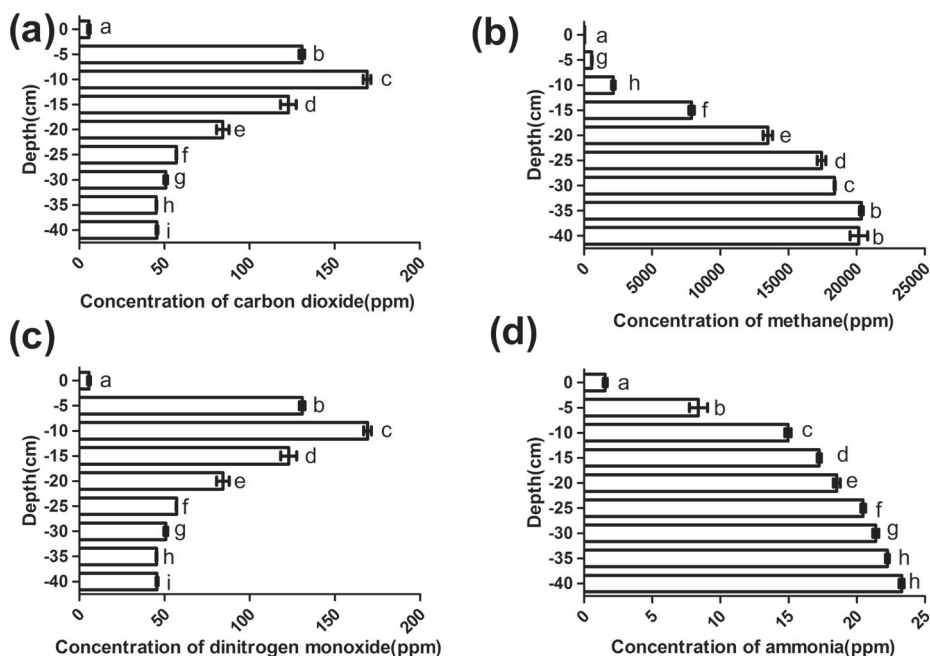 (a)
Depth(cm)
0 a
-5 b
-10 c
-15 d
-20 e
-25 f
-30 g
-35 h
-40 i
0 50 100 150 200
Concentration of carbon dioxide(ppm)
(b)
Depth(cm)
0 a
-5 g
-10 h
-15 f
-20 e
-25 d
-30 c
-35 b
-40 b
0 5000 10000 15000 20000 25000
Concentration of methane(ppm)
(c)
Depth(cm)
0 a
-5 b
-10 c
-15 d
-20 e
-25 f
-30 g
-35 h
-40 i
0 50 100 150 200
Concentration of dinitrogen monoxide(ppm)
(d)
Depth(cm)
0 a
-5 b
-10 c
-15 d
-20 e
-25 f
-30 g
-35 h
-40 h
0 5 10 15 20 25
Concentration of ammonia(ppm)